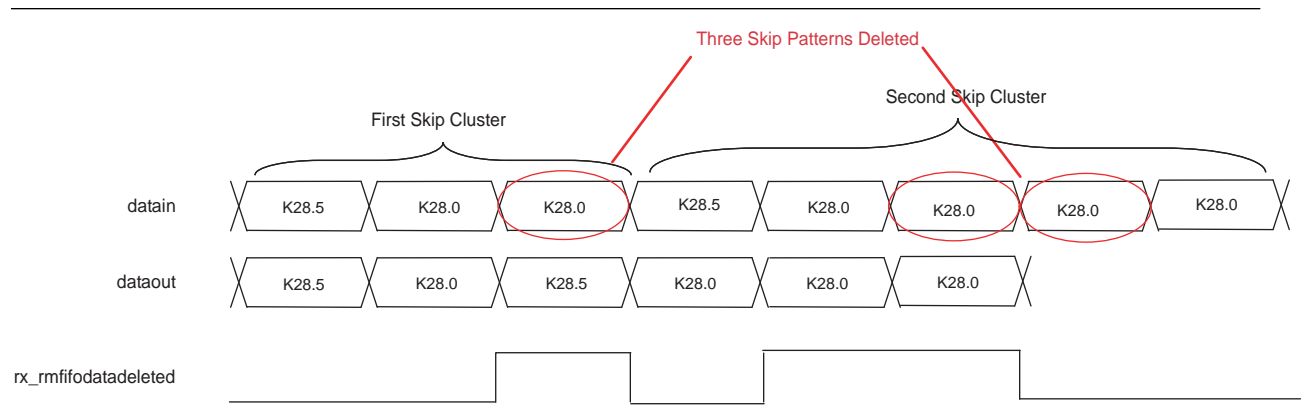 Three Skip Patterns Deleted
Second Skip Cluster
First Skip Cluster
datain K28.5 K28.0 K28.0 K28.5 K28.0 K28.0 K28.0 K28.0
dataout K28.5 K28.0 K28.5 K28.0 K28.0 K28.0
rx_rmfifodatadeleted